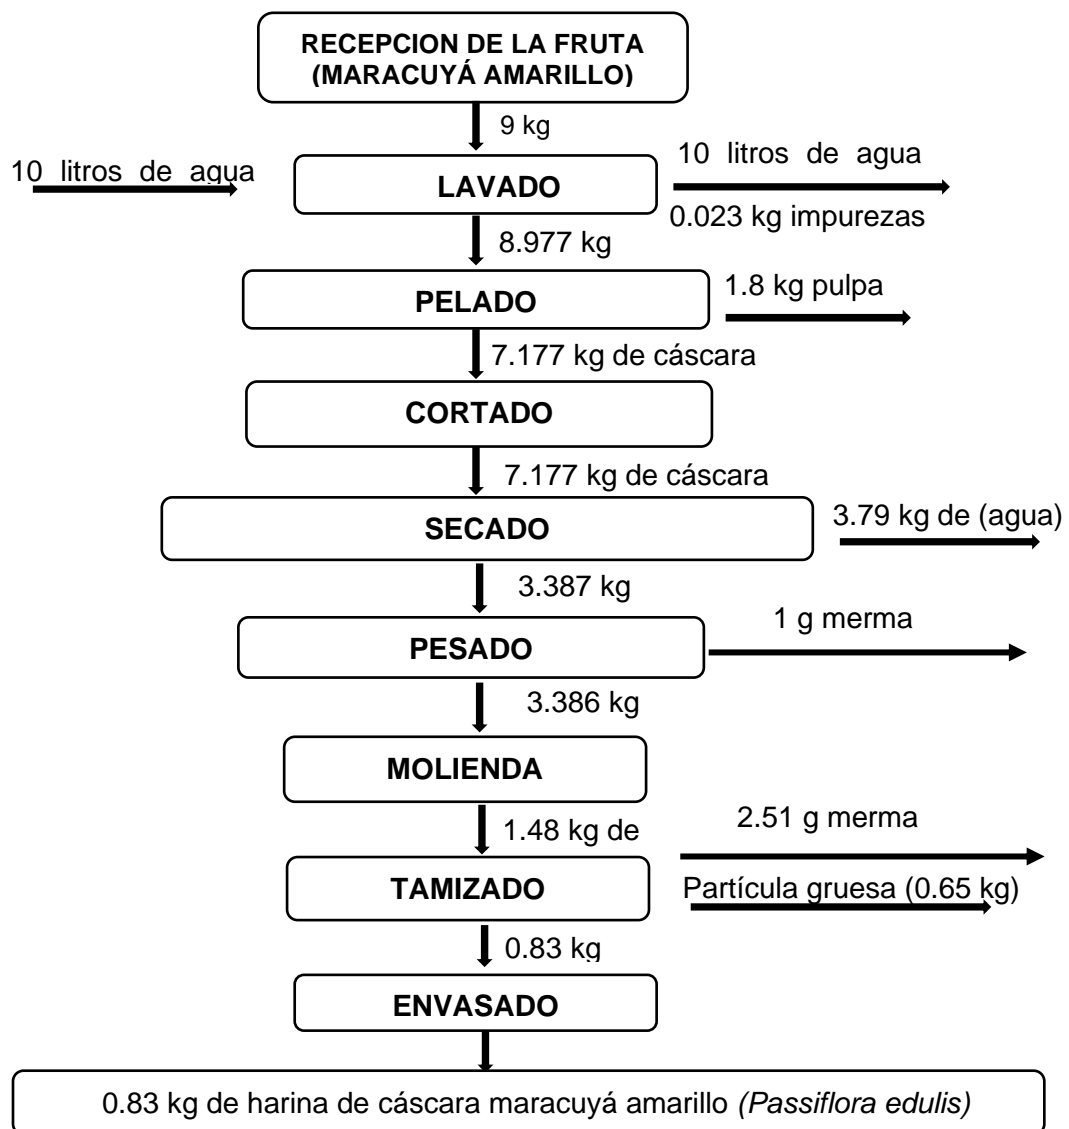 RECEPCION DE LA FRUTA
(MARACUYÁ AMARILLO)
9 kg
10 litros de agua
LAVADO
10 litros de agua
0.023 kg impurezas
8.977 kg
PELADO
1.8 kg pulpa
7.177 kg de cáscara
CORTADO
7.177 kg de cáscara
SECADO
3.79 kg de (agua)
3.387 kg
PESADO
1 g merma
3.386 kg
MOLIENDA
1.48 kg de
2.51 g merma
TAMIZADO
Partícula gruesa (0.65 kg)
0.83 kg
ENVASADO
0.83 kg de harina de cáscara maracuyá amarillo (Passiflora edulis)